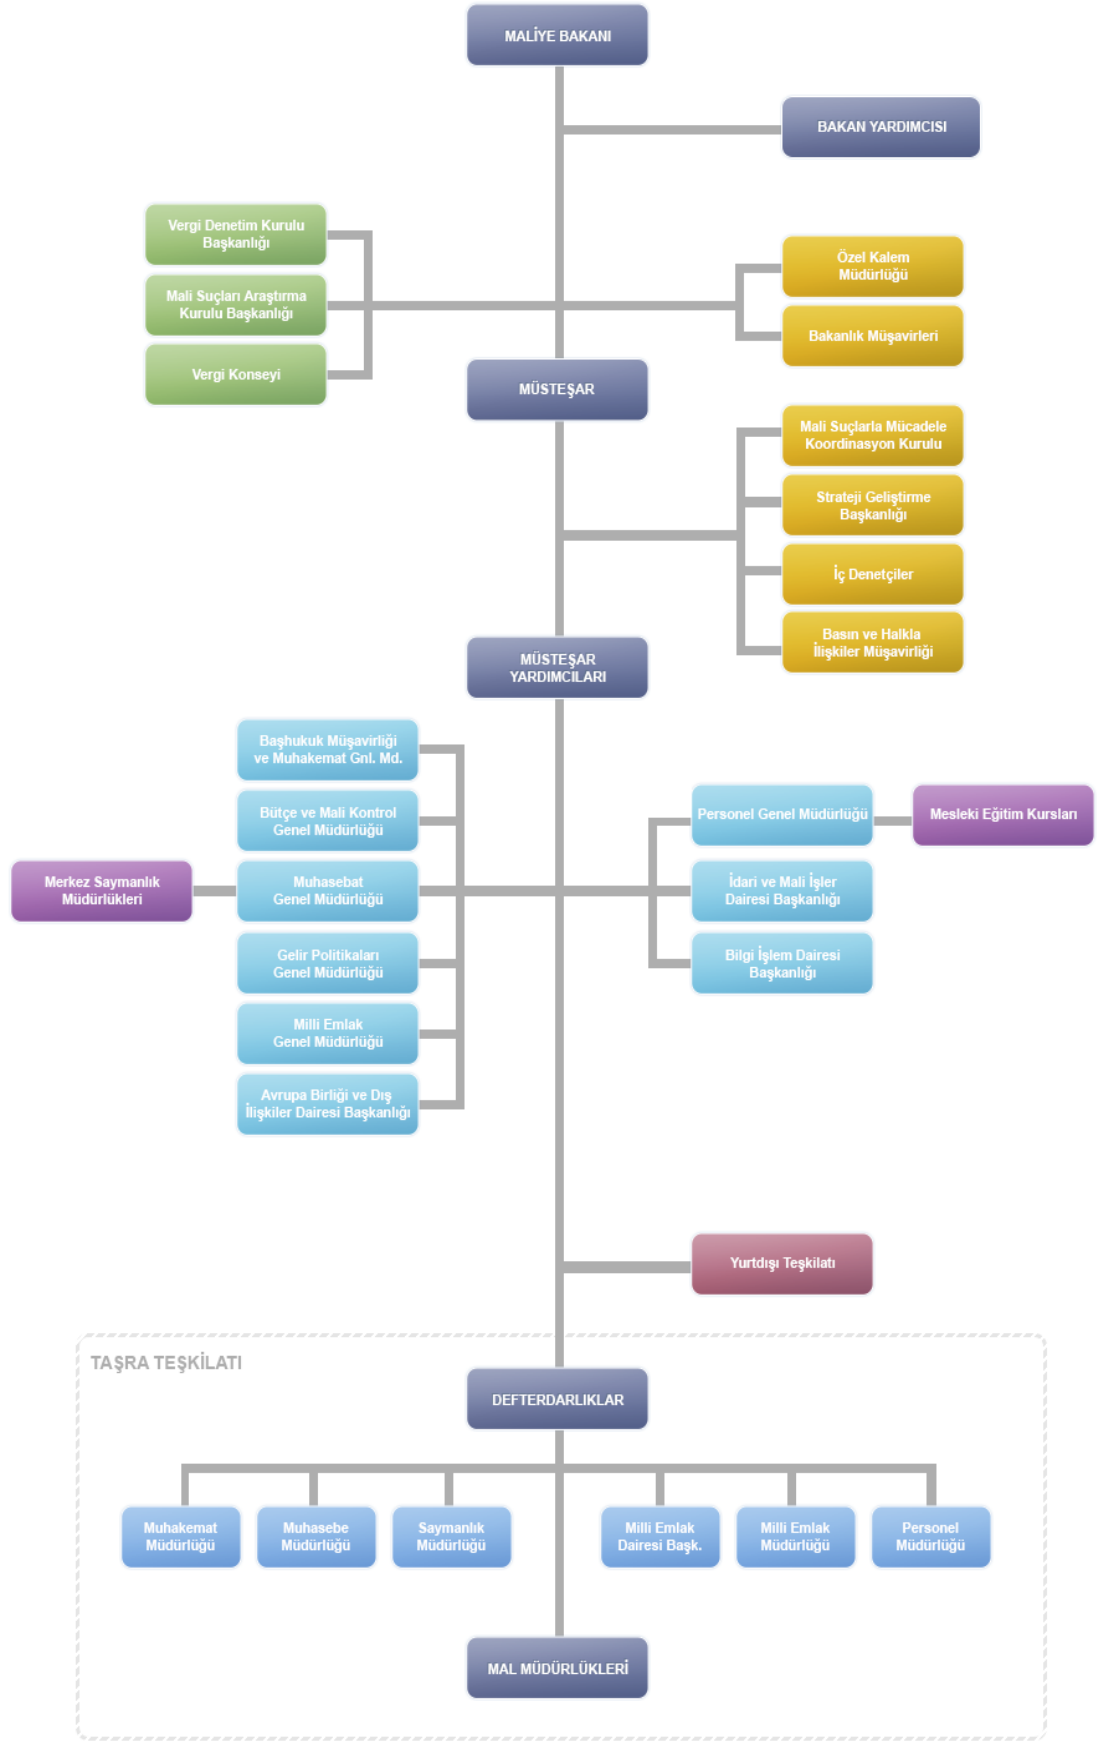 MALİYE BAKANI
BAKAN YARDIMCISI
Vergi Denetim Kurulu
Başkanlığı
Mali Suçları Araştırma
Kurulu Başkanlığı
Vergi Konseyi
Özel Kalem
Müdürlüğü
Bakanlık Müşavirleri
MÜSTEŞAR
Mali Suçlarla Mücadele
Koordinasyon Kurulu
Strateji Geliştirme
Başkanlığı
İç Denetçiler
Basın ve Halkla
İlişkiler Müşavirliği
MÜSTEŞAR
YARDIMCILARI
Başhukuk Müşavirliği
ve Muhakemat Gnl. Md.
Bütçe ve Mali Kontrol
Genel Müdürlüğü
Merkez Saymanlık
Müdürlükleri
Muhasebat
Genel Müdürlüğü
Gelir Politikaları
Genel Müdürlüğü
Milli Emlak
Genel Müdürlüğü
Avrupa Birliği ve Dış
İlişkiler Dairesi Başkanlığı
Personel Genel Müdürlüğü
Mesleki Eğitim Kursları
İdari ve Mali İşler
Dairesi Başkanlığı
Bilgi İşlem Dairesi
Başkanlığı
Yurtdışı Teşkilatı
TAŞRA TEŞKİLATI
DEFTERDARLIKLAR
Muhakemat
Müdürlüğü
Muhasebe
Müdürlüğü
Saymanlık
Müdürlüğü
Milli Emlak
Dairesi Başk.
Milli Emlak
Müdürlüğü
Personel
Müdürlüğü
MAL MÜDÜRLÜKLERİ